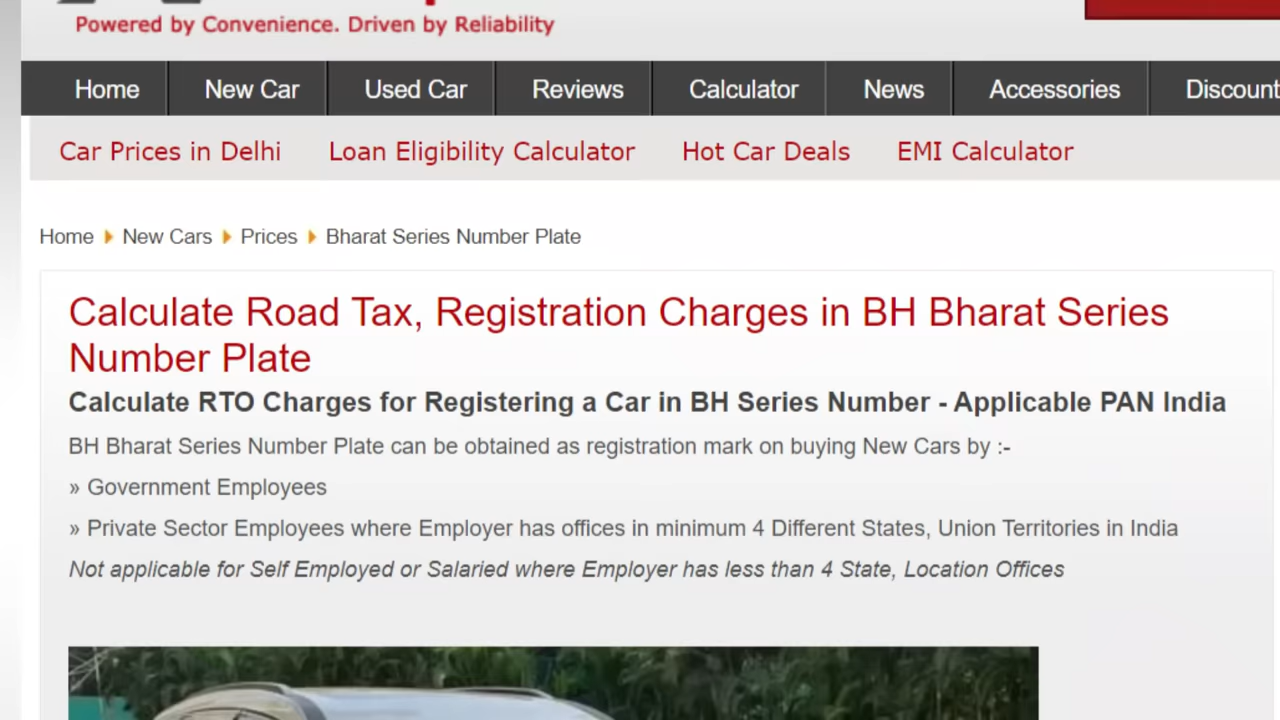 Powered by Convenience. Driven by Reliability
Home New Car Used Car Reviews Calculator News Accessories Discount
Car Prices in Delhi Loan Eligibility Calculator Hot Car Deals EMI Calculator
Home New Cars Prices Bharat Series Number Plate
Calculate Road Tax, Registration Charges in BH Bharat Series
Number Plate
Calculate RTO Charges for Registering a Car in BH Series Number - Applicable PAN India
BH Bharat Series Number Plate can be obtained as registration mark on buying New Cars by :-
» Government Employees
» Private Sector Employees where Employer has offices in minimum 4 Different States, Union Territories in India
Not applicable for Self Employed or Salaried where Employer has less than 4 State, Location Offices